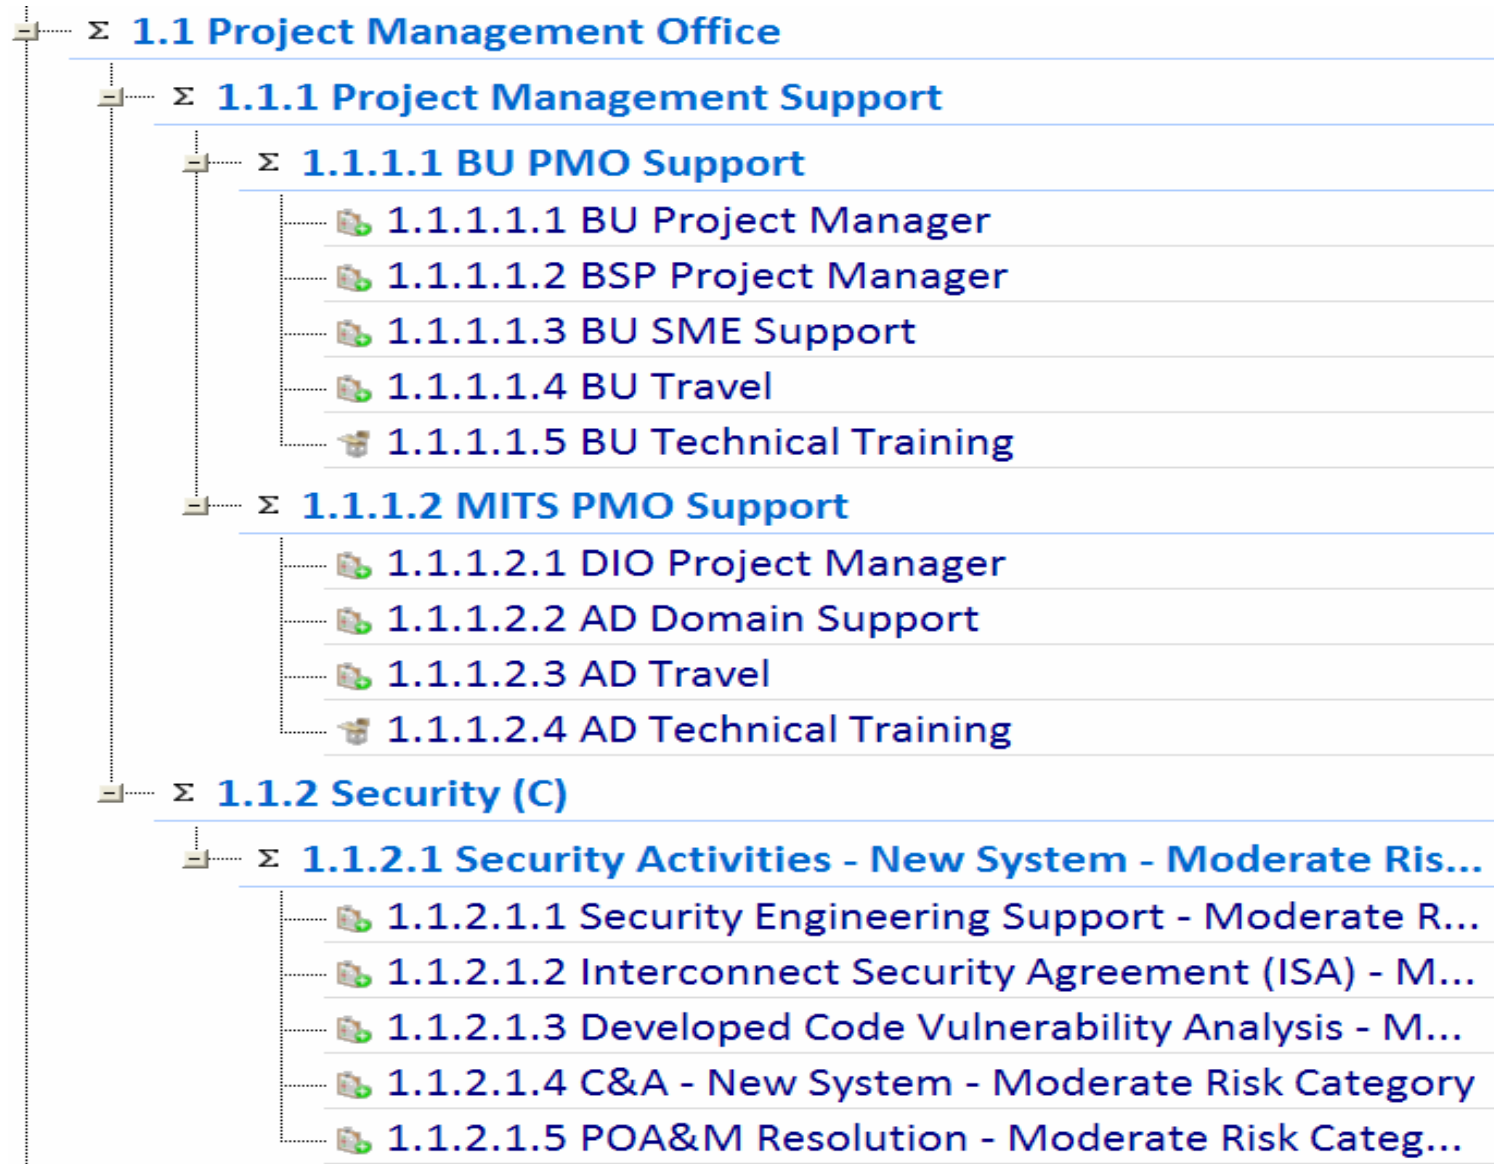 Σ 1.1 Project Management Office
Σ 1.1.1 Project Management Support
Σ 1.1.1.1 BU PMO Support
1.1.1.1.1 BU Project Manager
1.1.1.1.2 BSP Project Manager
1.1.1.1.3 BU SME Support
1.1.1.1.4 BU Travel
1.1.1.1.5 BU Technical Training
Σ 1.1.1.2 MITS PMO Support
1.1.1.2.1 DIO Project Manager
1.1.1.2.2 AD Domain Support
1.1.1.2.3 AD Travel
1.1.1.2.4 AD Technical Training
Σ 1.1.2 Security (C)
Σ 1.1.2.1 Security Activities - New System - Moderate Ris...
1.1.2.1.1 Security Engineering Support - Moderate R...
1.1.2.1.2 Interconnect Security Agreement (ISA) - M...
1.1.2.1.3 Developed Code Vulnerability Analysis - M...
1.1.2.1.4 C&A - New System - Moderate Risk Category
1.1.2.1.5 POA&M Resolution - Moderate Risk Categ...